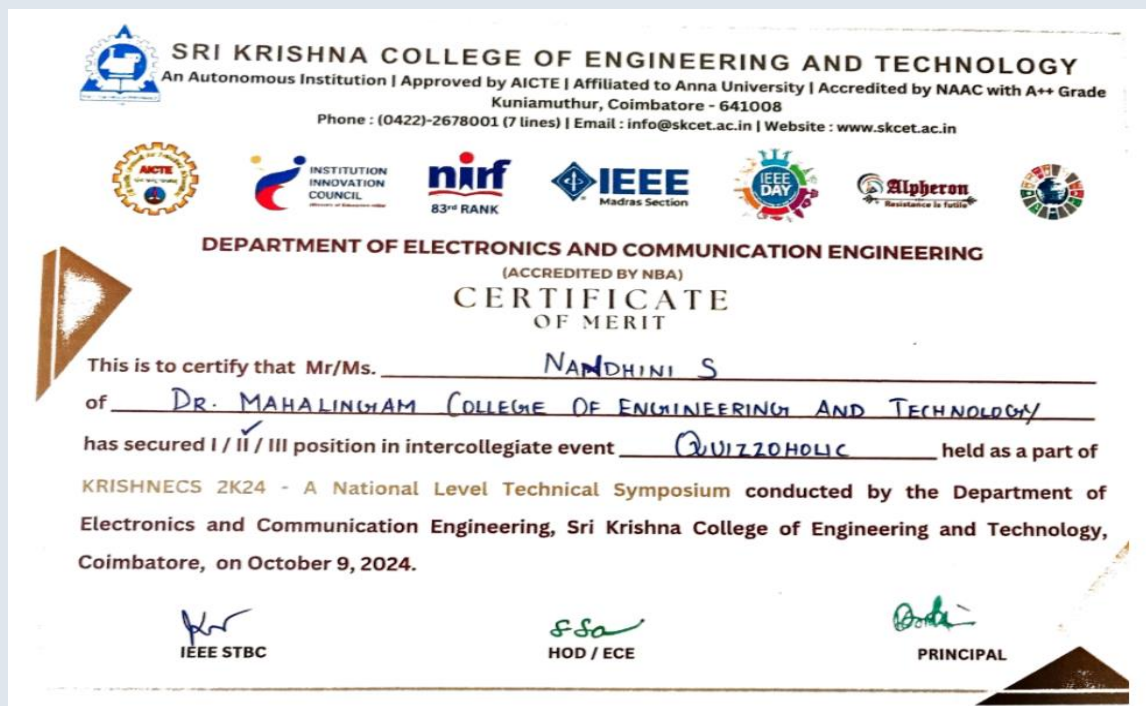 SRI KRISHNA COLLEGE OF ENGINEERING AND TECHNOLOGY
An Autonomous Institution | Approved by AICTE | Affiliated to Anna University | Accredited by NAAC with A++ Grade
Kuniamuthur, Coimbatore - 641008
Phone : (0422)-2678001 (7 lines) | Email : info@skcet.ac.in | Website : www.skcet.ac.in
AICTE
INSTITUTION
INNOVATION
COUNCIL
nirf
83rd RANK
IEEE
Madras Section
IEEE
DAY
Alpheron
Resistance is futile
DEPARTMENT OF ELECTRONICS AND COMMUNICATION ENGINEERING
(ACCREDITED BY NBA)
CERTIFICATE
OF MERIT
This is to certify that Mr/Ms. NANDHINI S
of DR. MAHALINGAM COLLEGE OF ENGINEERING AND TECHNOLOGY
has secured I / II / III position in intercollegiate event QUIZZOHOLIC held as a part of
KRISHNECS 2K24 - A National Level Technical Symposium conducted by the Department of
Electronics and Communication Engineering, Sri Krishna College of Engineering and Technology,
Coimbatore, on October 9, 2024.
IEEE STBC
HOD / ECE
PRINCIPAL